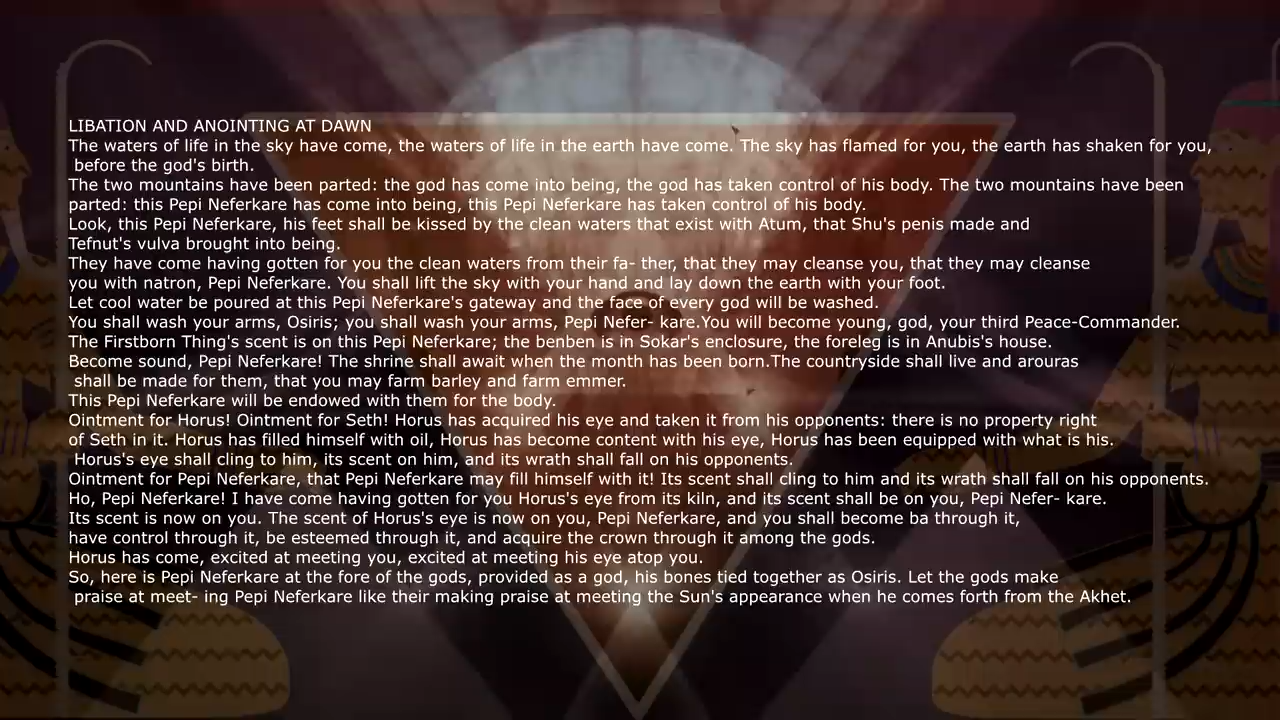 LIBATION AND ANOINTING AT DAWN
The waters of life in the sky have come, the waters of life in the earth have come. The sky has flamed for you, the earth has shaken for you,
before the god's birth.
The two mountains have been parted: the god has come into being, the god has taken control of his body. The two mountains have been
parted: this Pepi Neferkare has come into being, this Pepi Neferkare has taken control of his body.
Look, this Pepi Neferkare, his feet shall be kissed by the clean waters that exist with Atum, that Shu's penis made and
Tefnut's vulva brought into being.
They have come having gotten for you the clean waters from their fa- ther, that they may cleanse you, that they may cleanse
you with natron, Pepi Neferkare. You shall lift the sky with your hand and lay down the earth with your foot.
Let cool water be poured at this Pepi Neferkare's gateway and the face of every god will be washed.
You shall wash your arms, Osiris; you shall wash your arms, Pepi Nefer- kare.You will become young, god, your third Peace-Commander.
The Firstborn Thing's scent is on this Pepi Neferkare; the benben is in Sokar's enclosure, the foreleg is in Anubis's house.
Become sound, Pepi Neferkare! The shrine shall await when the month has been born.The countryside shall live and arouras
shall be made for them, that you may farm barley and farm emmer.
This Pepi Neferkare will be endowed with them for the body.
Ointment for Horus! Ointment for Seth! Horus has acquired his eye and taken it from his opponents: there is no property right
of Seth in it. Horus has filled himself with oil, Horus has become content with his eye, Horus has been equipped with what is his.
Horus's eye shall cling to him, its scent on him, and its wrath shall fall on his opponents.
Ointment for Pepi Neferkare, that Pepi Neferkare may fill himself with it! Its scent shall cling to him and its wrath shall fall on his opponents.
Ho, Pepi Neferkare! I have come having gotten for you Horus's eye from its kiln, and its scent shall be on you, Pepi Nefer- kare.
Its scent is now on you. The scent of Horus's eye is now on you, Pepi Neferkare, and you shall become ba through it,
have control through it, be esteemed through it, and acquire the crown through it among the gods.
Horus has come, excited at meeting you, excited at meeting his eye atop you.
So, here is Pepi Neferkare at the fore of the gods, provided as a god, his bones tied together as Osiris. Let the gods make
praise at meet- ing Pepi Neferkare like their making praise at meeting the Sun's appearance when he comes forth from the Akhet.